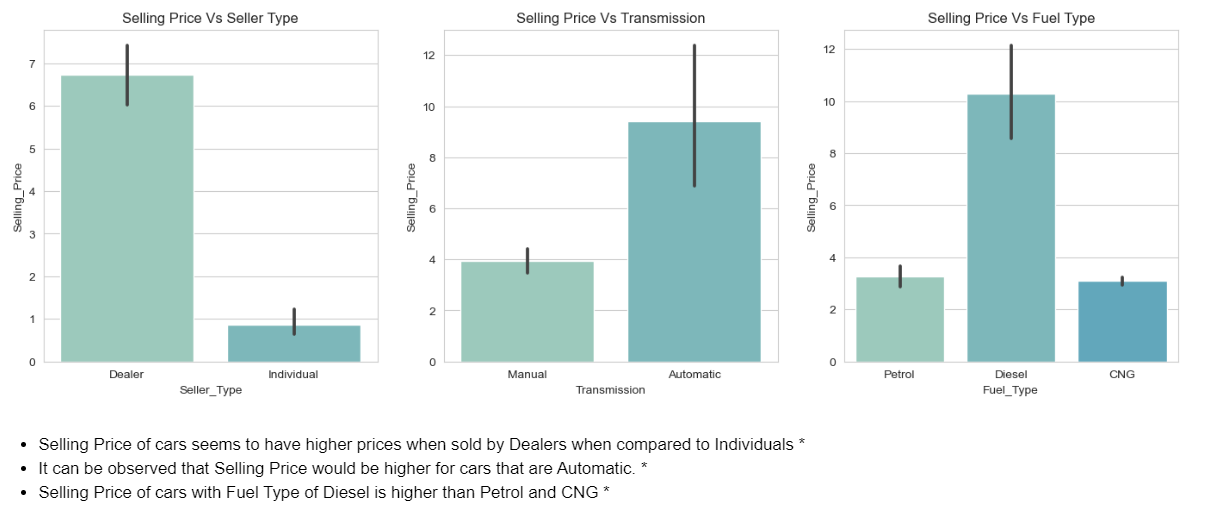 Selling Price Vs Seller Type
7
6
5
4
3
2
1
0
Selling_Price
Dealer Individual
Seller_Type
Selling Price Vs Transmission
12
10
8
6
4
2
0
Selling_Price
Manual Automatic
Transmission
Selling Price Vs Fuel Type
12
10
8
6
4
2
0
Selling_Price
Petrol Diesel CNG
Fuel_Type
• Selling Price of cars seems to have higher prices when sold by Dealers when compared to Individuals *
• It can be observed that Selling Price would be higher for cars that are Automatic. *
• Selling Price of cars with Fuel Type of Diesel is higher than Petrol and CNG *